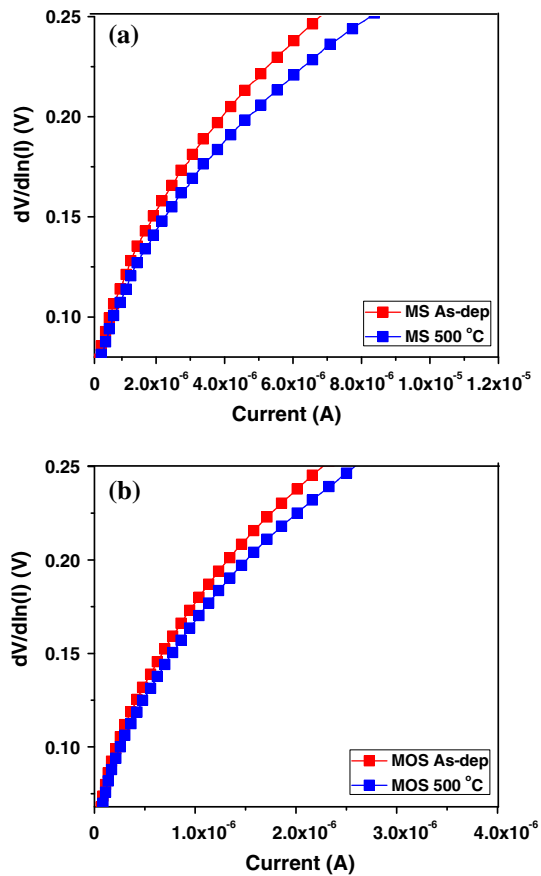 (a)
dV/dln(I) (V)
0.25
0.20
0.15
0.10
MS As-dep
MS 500 °C
0 2.0x10⁻⁶ 4.0x10⁻⁶ 6.0x10⁻⁶ 8.0x10⁻⁶ 1.0x10⁻⁵ 1.2x10⁻⁵
Current (A)
(b)
dV/dln(I) (V)
0.25
0.20
0.15
0.10
MOS As-dep
MOS 500 °C
0 1.0x10⁻⁶ 2.0x10⁻⁶ 3.0x10⁻⁶ 4.0x10⁻⁶
Current (A)